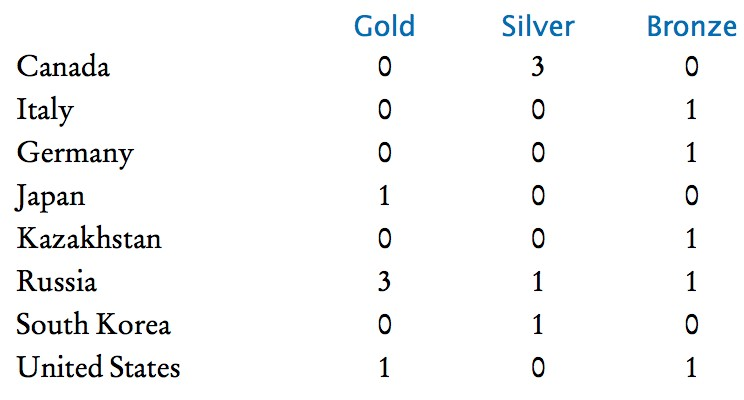 Gold Silver Bronze
Canada 0 3 0
Italy 0 0 1
Germany 0 0 1
Japan 1 0 0
Kazakhstan 0 0 1
Russia 3 1 1
South Korea 0 1 0
United States 1 0 1